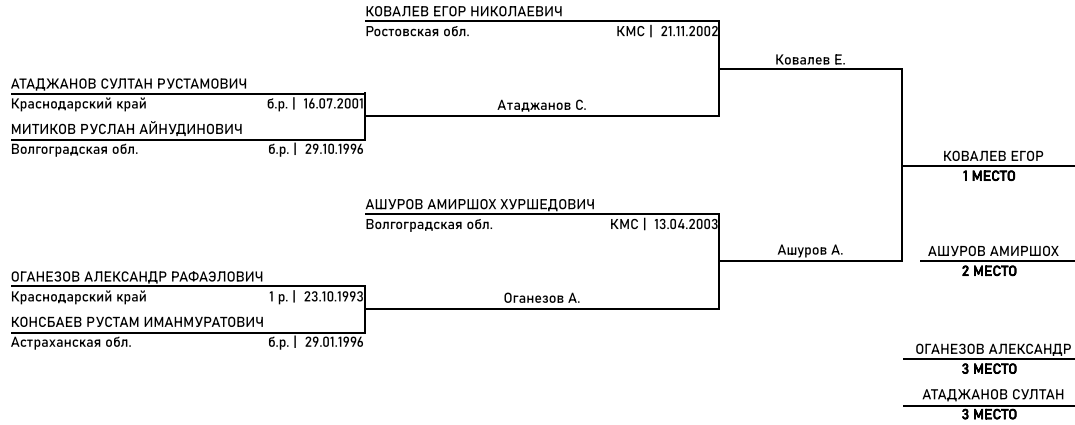 КОВАЛЕВ ЕГОР НИКОЛАЕВИЧ
Ростовская обл. КМС | 21.11.2002
Ковалев Е.
АТАДЖАНОВ СУЛТАН РУСТАМОВИЧ
Краснодарский край б.р. | 16.07.2001
Атаджанов С.
МИТИКОВ РУСЛАН АЙНУДИНОВИЧ
Волгоградская обл. б.р. | 29.10.1996
КОВАЛЕВ ЕГОР
1 МЕСТО
АШУРОВ АМИРШОХ ХУРШЕДОВИЧ
Волгоградская обл. КМС | 13.04.2003
Ашуров А.
АШУРОВ АМИРШОХ
2 МЕСТО
ОГАНЕЗОВ АЛЕКСАНДР РАФАЭЛОВИЧ
Краснодарский край 1 р. | 23.10.1993
Оганезов А.
КОНСБАЕВ РУСТАМ ИМАНМУРАТОВИЧ
Астраханская обл. б.р. | 29.01.1996
ОГАНЕЗОВ АЛЕКСАНДР
3 МЕСТО
АТАДЖАНОВ СУЛТАН
3 МЕСТО